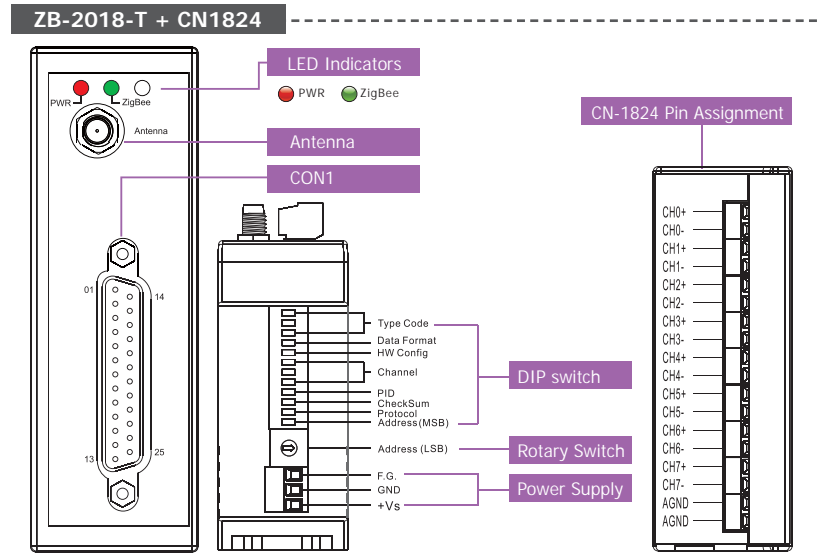 ZB-2018-T + CN1824
LED Indicators
PWR ZigBee
PWR ZigBee
Antenna
Antenna
CON1
01
14
13
25
Type Code
Data Format
HW Config
Channel
PID
CheckSum
Protocol
Address(MSB)
Address (LSB)
F.G.
GND
+Vs
DIP switch
Rotary Switch
Power Supply
CN-1824 Pin Assignment
CH0+
CH0-
CH1+
CH1-
CH2+
CH2-
CH3+
CH3-
CH4+
CH4-
CH5+
CH5-
CH6+
CH6-
CH7+
CH7-
AGND
AGND